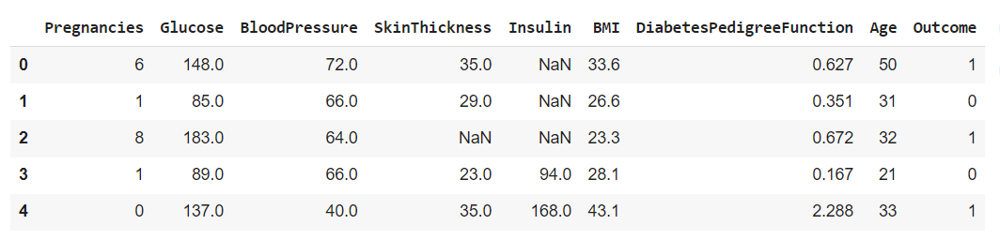 Pregnancies Glucose BloodPressure SkinThickness Insulin BMI DiabetesPedigreeFunction Age Outcome
0 6 148.0 72.0 35.0 NaN 33.6 0.627 50 1
1 1 85.0 66.0 29.0 NaN 26.6 0.351 31 0
2 8 183.0 64.0 NaN NaN 23.3 0.672 32 1
3 1 89.0 66.0 23.0 94.0 28.1 0.167 21 0
4 0 137.0 40.0 35.0 168.0 43.1 2.288 33 1